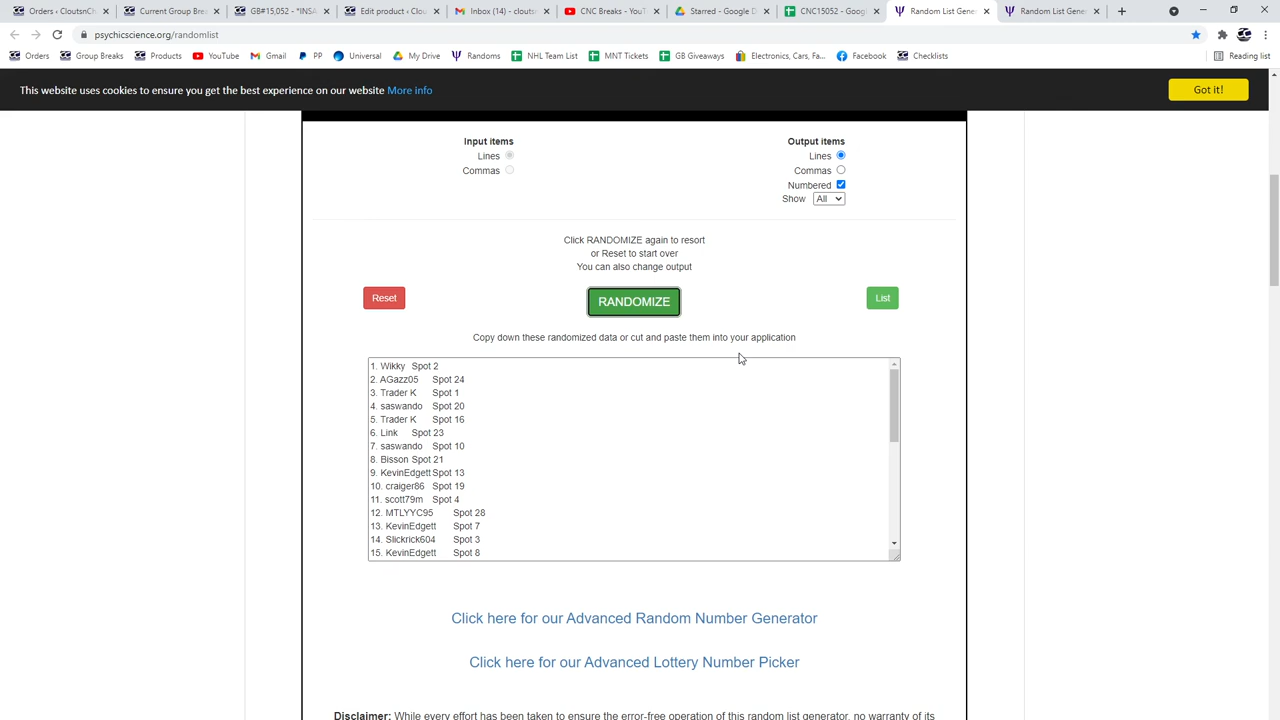 Orders ‹ CloutsnCh
Current Group Bre
GB#15,052 - *INSA
Edit product ‹ Clou
Inbox (14) - cloutsn
CNC Breaks - YouT
Starred - Google D
CNC15052 - Googl
Random List Gene
Random List Gene
psychicscience.org/randomlist
Orders
Group Breaks
Products
YouTube
Gmail
PP
Universal
My Drive
Randoms
NHL Team List
MNT Tickets
GB Giveaways
Electronics, Cars, Fa...
Facebook
Checklists
Reading list
This website uses cookies to ensure you get the best experience on our website More info
Got it!
Input items
Lines
Commas
Output items
Lines
Commas
Numbered
Show All
Click RANDOMIZE again to resort
or Reset to start over
You can also change output
Reset
RANDOMIZE
List
Copy down these randomized data or cut and paste them into your application
1. Wikky Spot 2
2. AGazz05 Spot 24
3. Trader K Spot 1
4. saswando Spot 20
5. Trader K Spot 16
6. Link Spot 23
7. saswando Spot 10
8. Bisson Spot 21
9. KevinEdgett Spot 13
10. craiger86 Spot 19
11. scott79m Spot 4
12. MTLYYC95 Spot 28
13. KevinEdgett Spot 7
14. Slickrick604 Spot 3
15. KevinEdgett Spot 8
Click here for our Advanced Random Number Generator
Click here for our Advanced Lottery Number Picker
Disclaimer: While every effort has been taken to ensure the error-free operation of this random list generator, no warranty of its